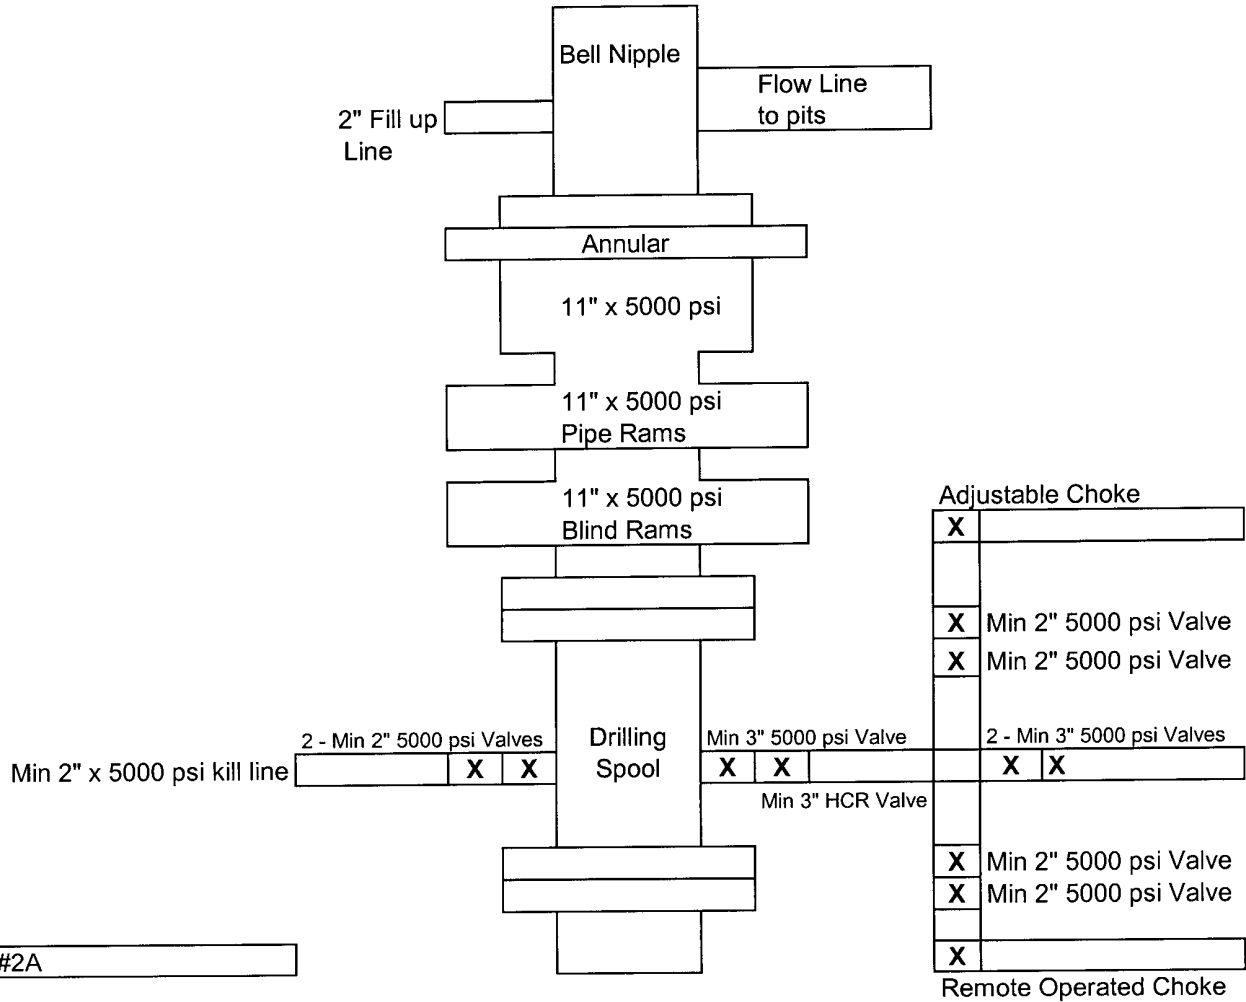 Bell Nipple
Flow Line
to pits
2" Fill up
Line
Annular
11" x 5000 psi
11" x 5000 psi
Pipe Rams
11" x 5000 psi
Blind Rams
Adjustable Choke
X
X Min 2" 5000 psi Valve
X Min 2" 5000 psi Valve
2 - Min 2" 5000 psi Valves
Drilling
Spool
Min 3" 5000 psi Valve
2 - Min 3" 5000 psi Valves
Min 2" x 5000 psi kill line
X X
X X
X X
Min 3" HCR Valve
X Min 2" 5000 psi Valve
X Min 2" 5000 psi Valve
#2A
X
Remote Operated Choke